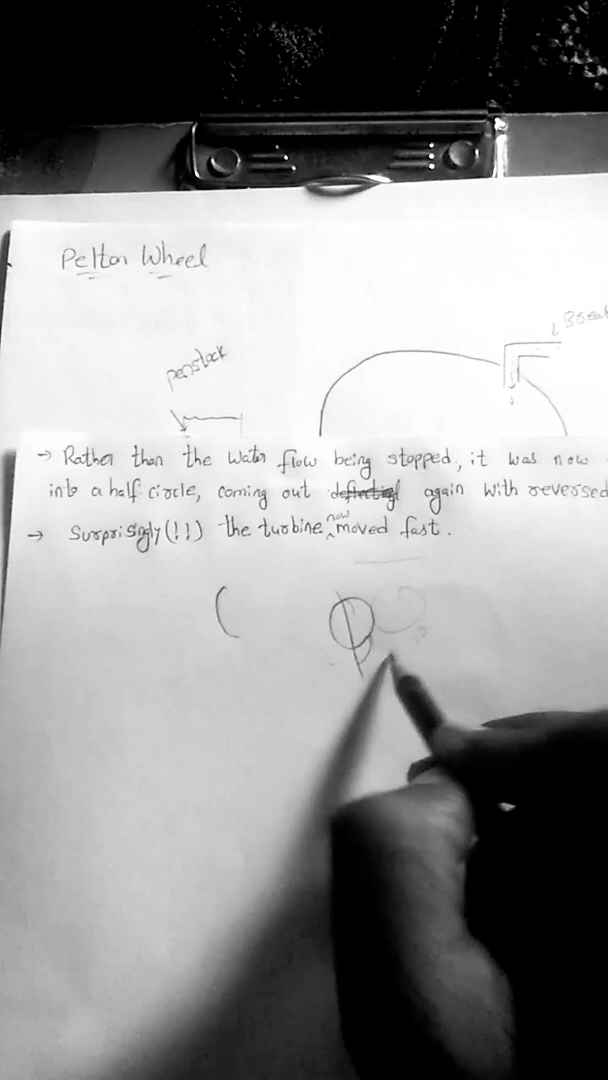 Pelton Wheel
penstock
→ Rather than the water flow being stopped, it was now
into a half circle, coming out again with reversed
→ Surprisingly(!!) the turbine now moved fast.